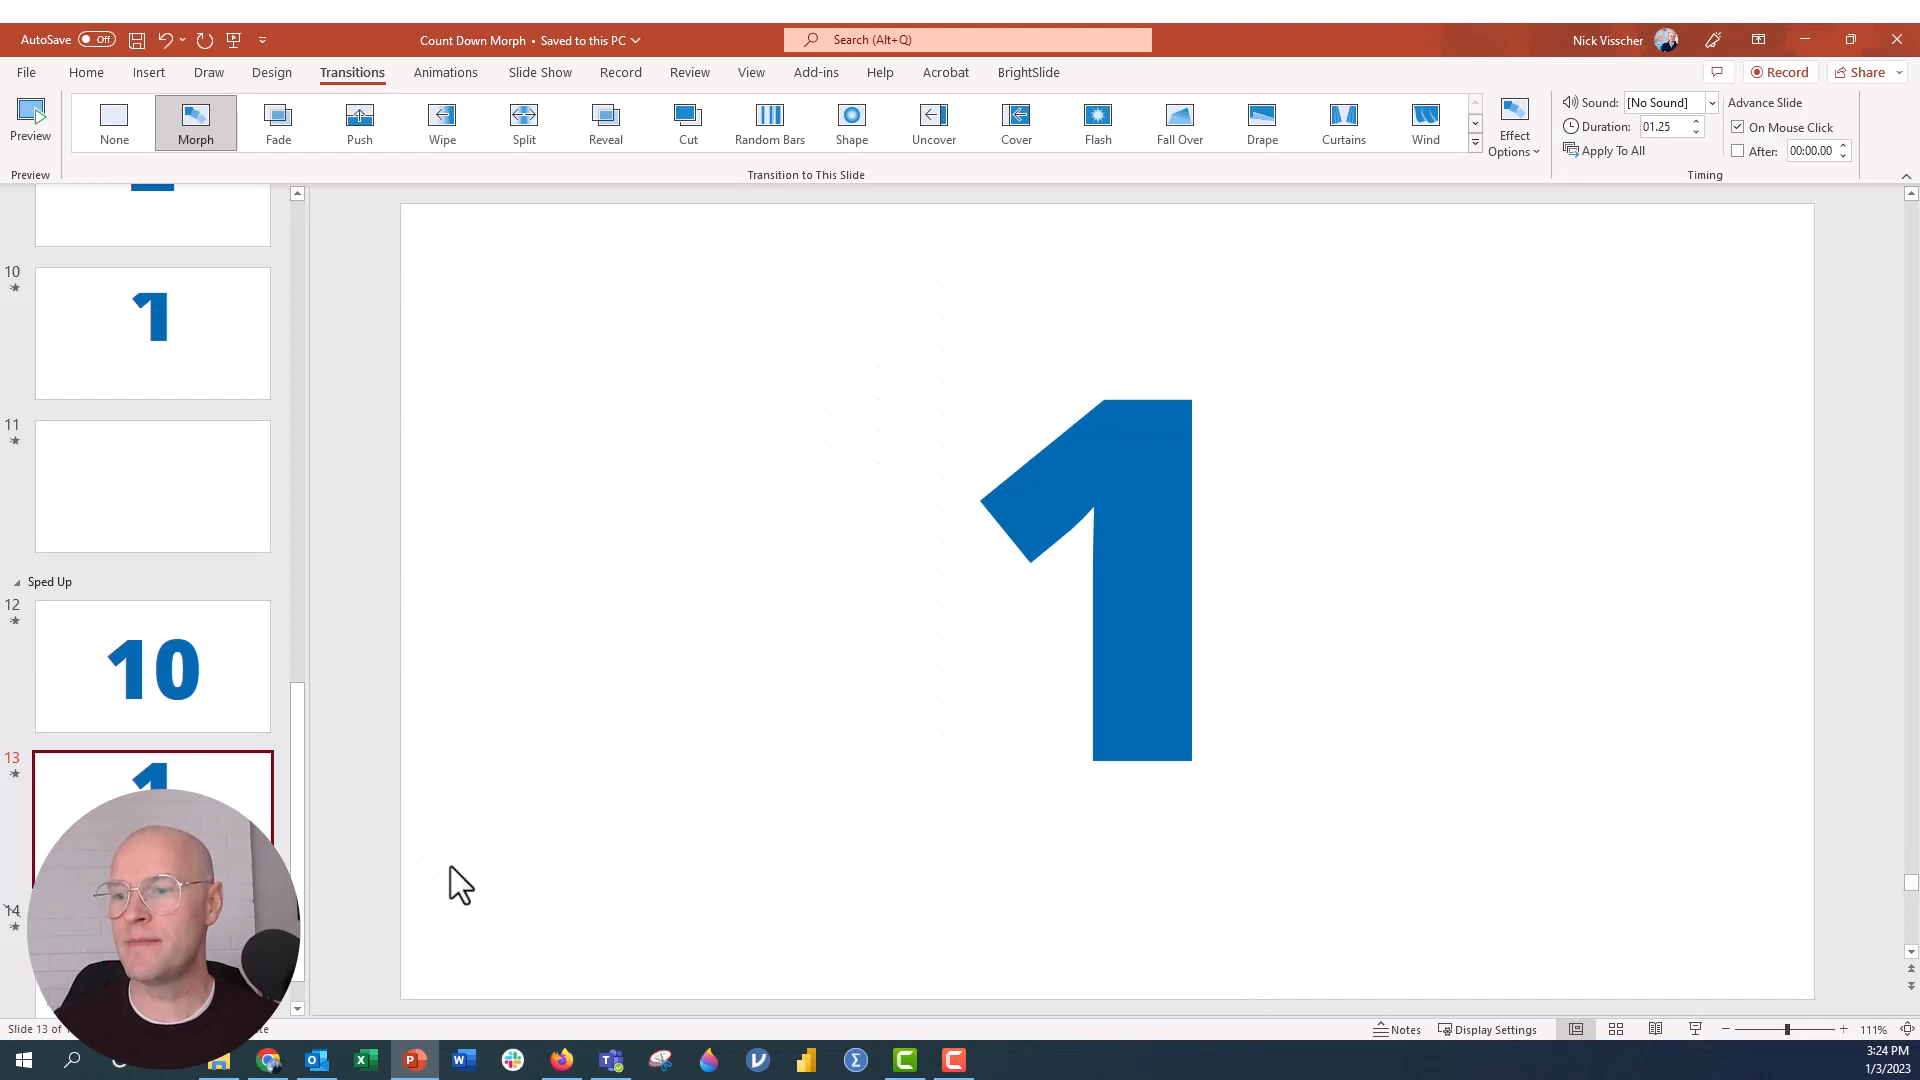 AutoSave Off
Count Down Morph • Saved to this PC
Search (Alt+Q)
Nick Visscher
File Home Insert Draw Design Transitions Animations Slide Show Record Review View Add-ins Help Acrobat BrightSlide
Record Share
Preview
None Morph Fade Push Wipe Split Reveal Cut Random Bars Shape Uncover Cover Flash Fall Over Drape Curtains Wind
Effect Options
Sound: [No Sound]
Duration: 01.25
Apply To All
Advance Slide
On Mouse Click
After: 00:00.00
Preview
Transition to This Slide
Timing
10
1
11
Sped Up
12
10
13
1
14
1
Slide 13 of
Notes Display Settings 111%
3:24 PM
1/3/2023